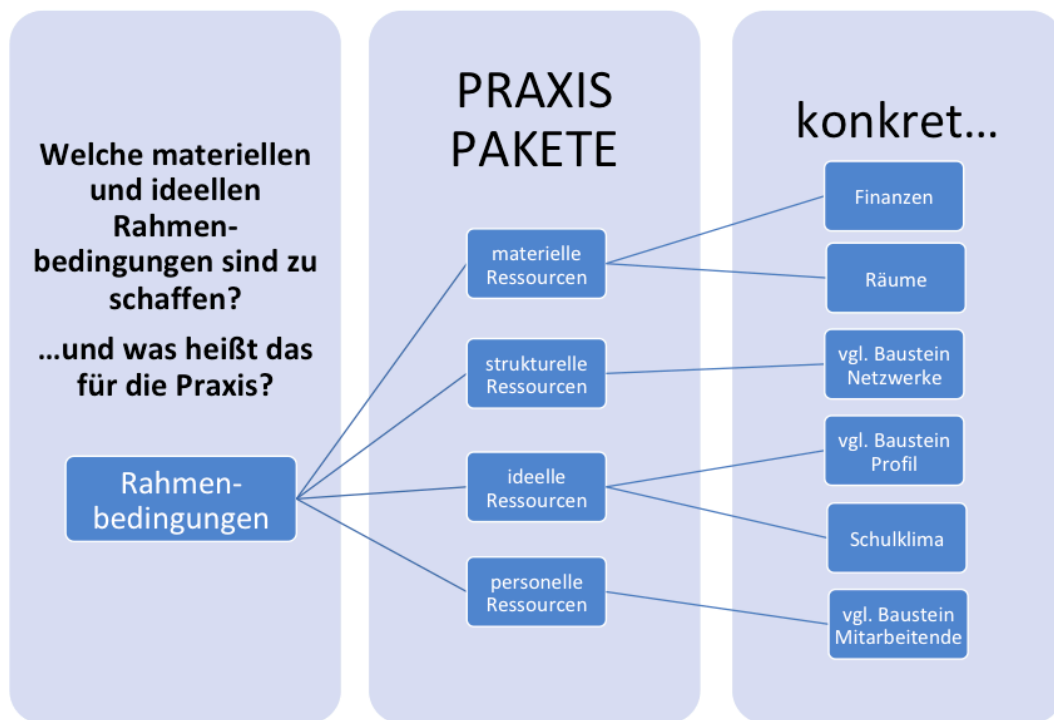 Welche materiellen
und ideellen
Rahmen-
bedingungen sind zu
schaffen?
…und was heißt das
für die Praxis?
Rahmen-
bedingungen
PRAXIS
PAKETE
materielle
Ressourcen
strukturelle
Ressourcen
ideelle
Ressourcen
personelle
Ressourcen
konkret…
Finanzen
Räume
vgl. Baustein
Netzwerke
vgl. Baustein
Profil
Schulklima
vgl. Baustein
Mitarbeitende